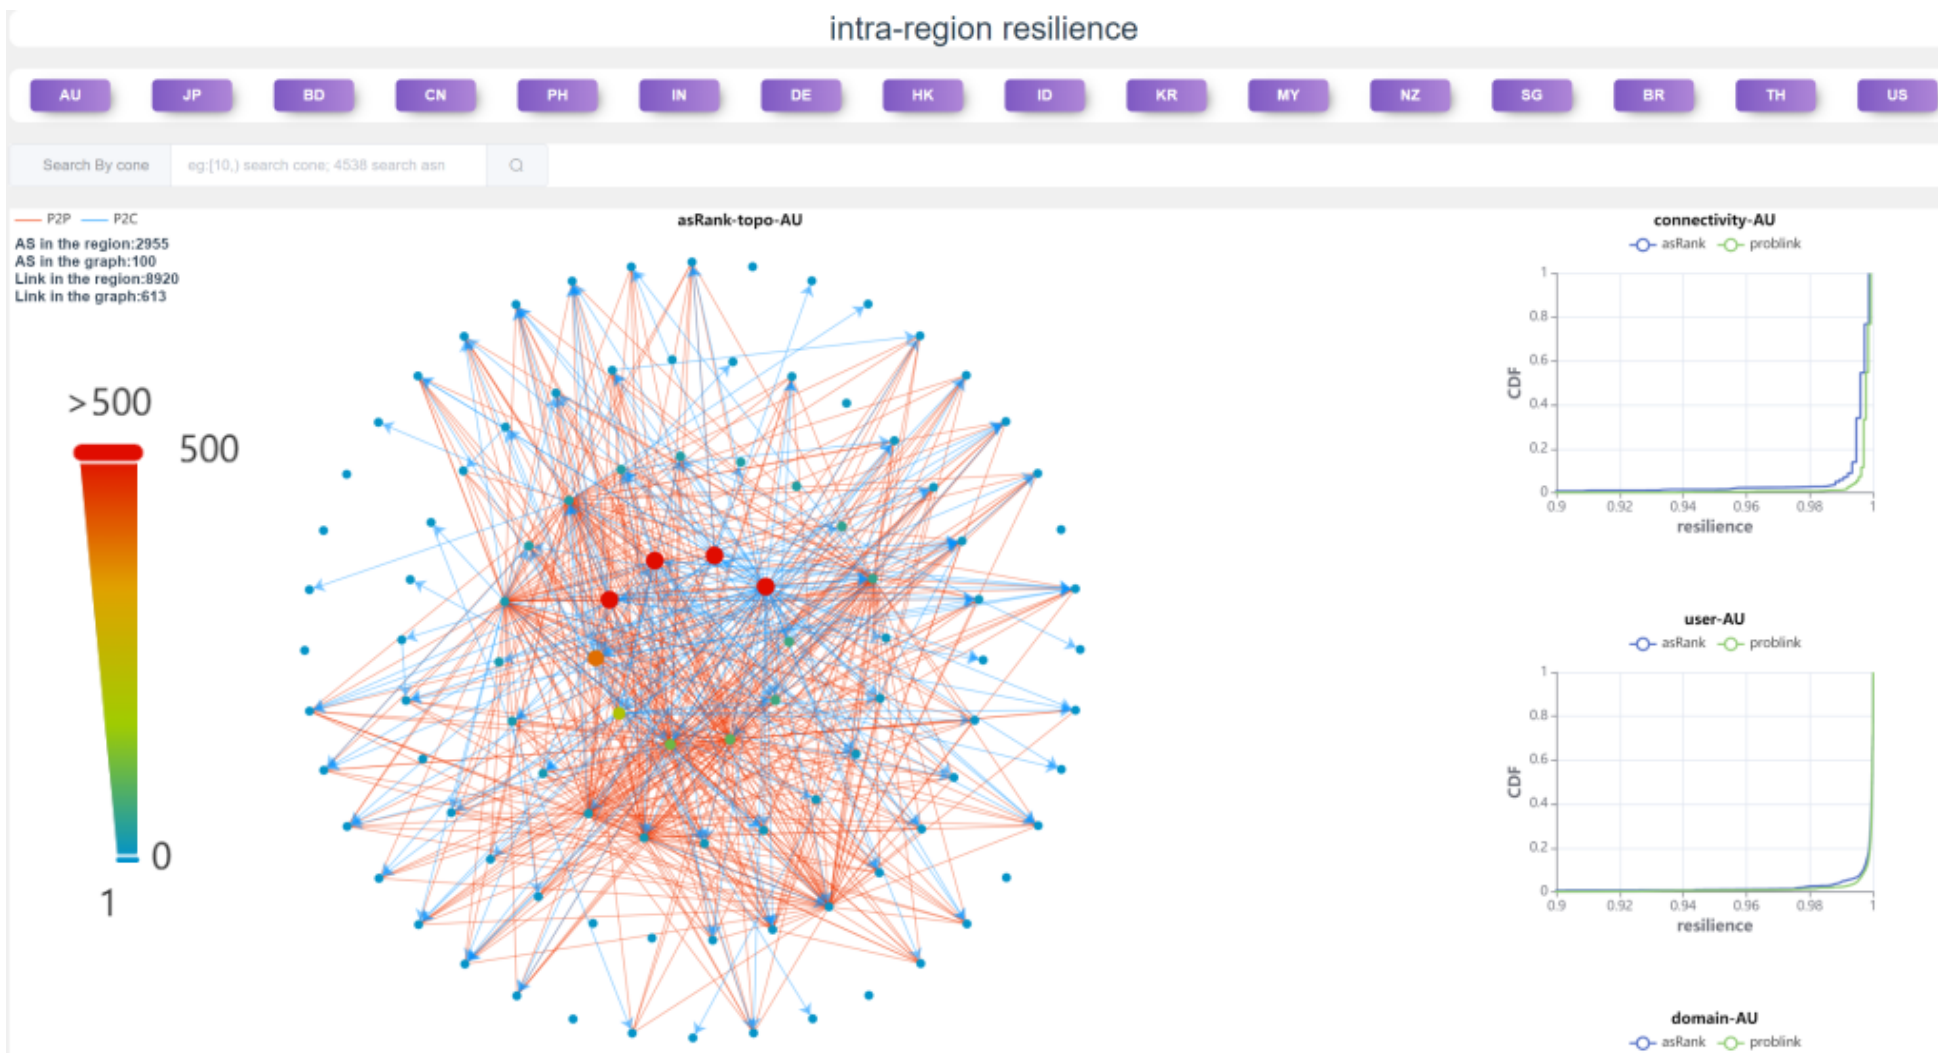 intra-region resilience
AU JP BD CN PH IN DE HK ID KR MY NZ SG BR TH US
Search By cone eg:[10,) search cone; 4538 search asn
P2P P2C
AS in the region:2955
AS in the graph:100
Link in the region:8920
Link in the graph:613
>500
500
0
1
asRank-topo-AU
connectivity-AU
asRank problink
1
0.8
0.6
0.4
0.2
0
CDF
0.9 0.92 0.94 0.96 0.98 1
resilience
user-AU
asRank problink
1
0.8
0.6
0.4
0.2
0
CDF
0.9 0.92 0.94 0.96 0.98 1
resilience
domain-AU
asRank problink